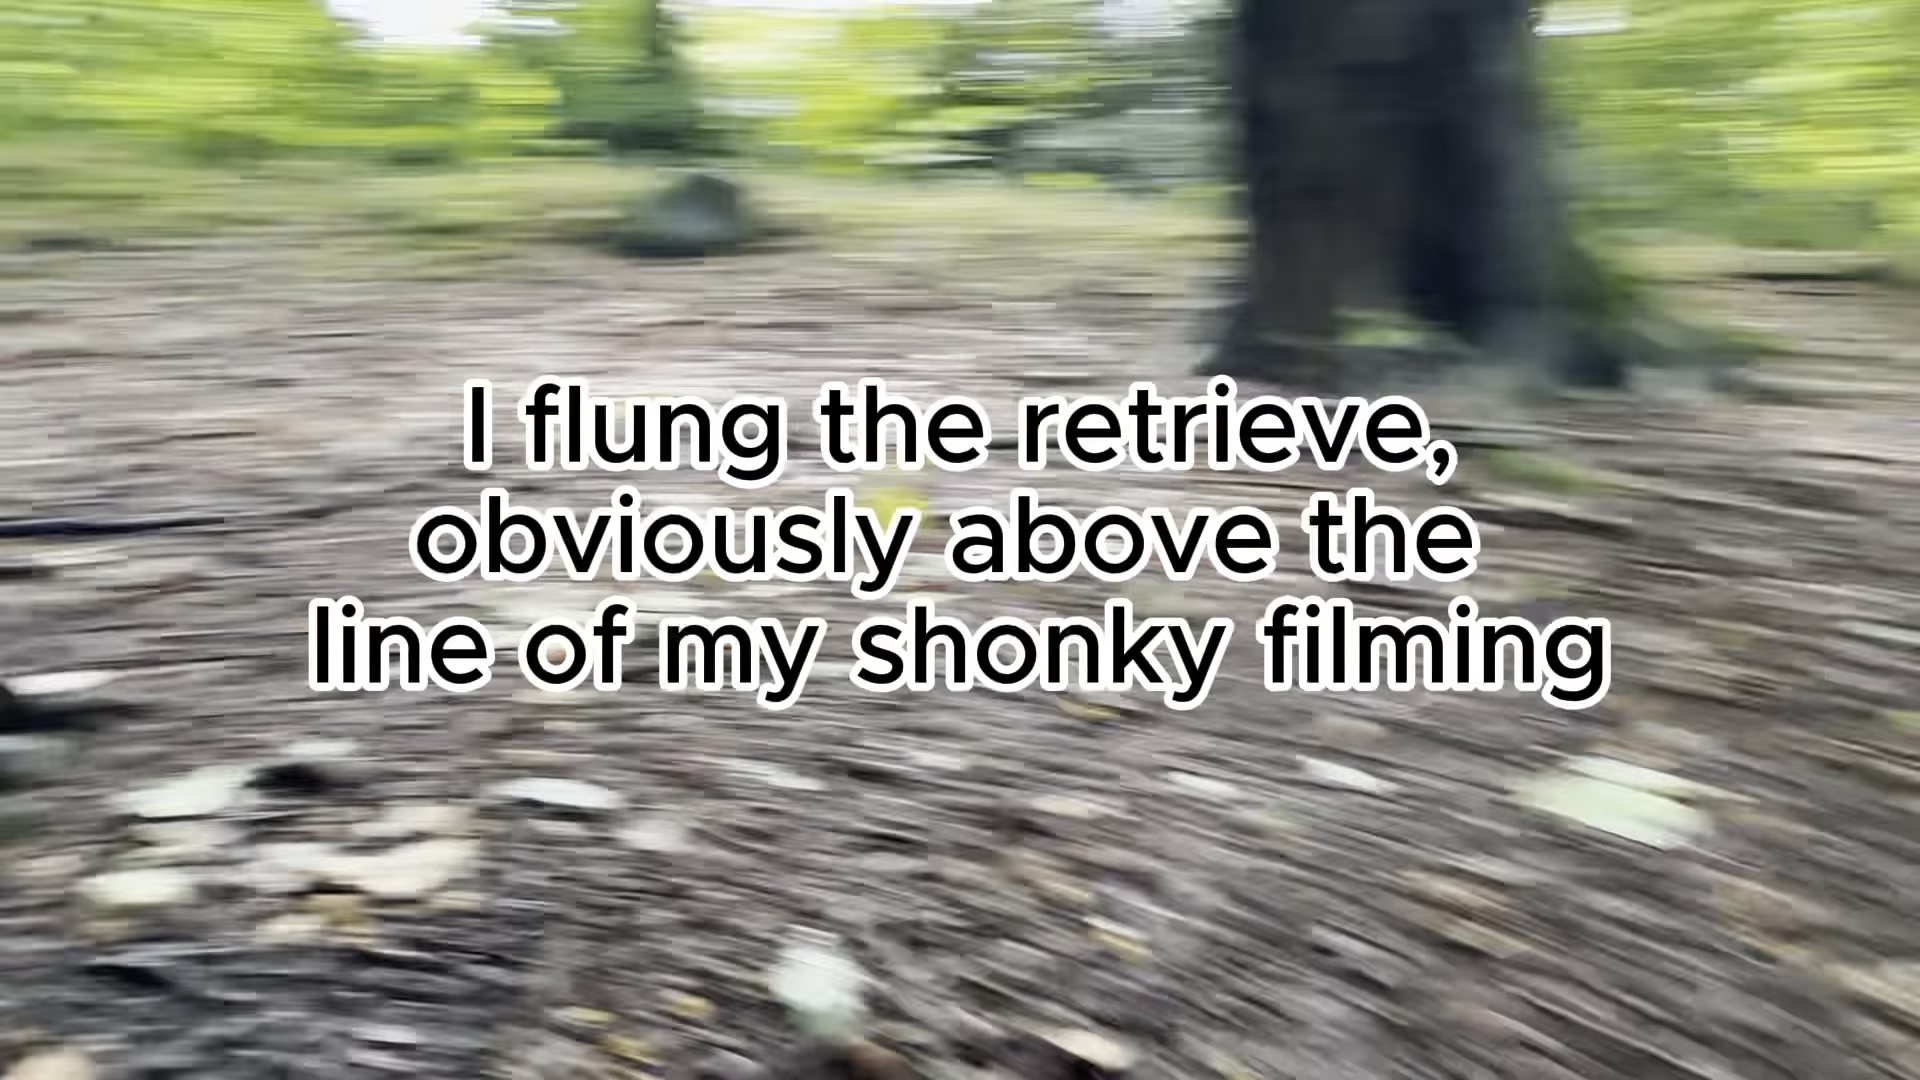 I flung the retrieve,
obviously above the
line of my shonky filming